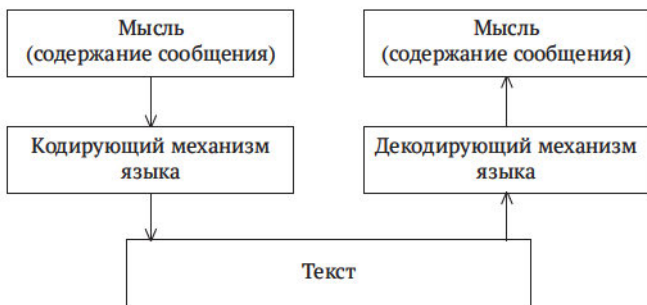 Мысль
(содержание сообщения)
Мысль
(содержание сообщения)
Кодирующий механизм
языка
Декодирующий механизм
языка
Текст